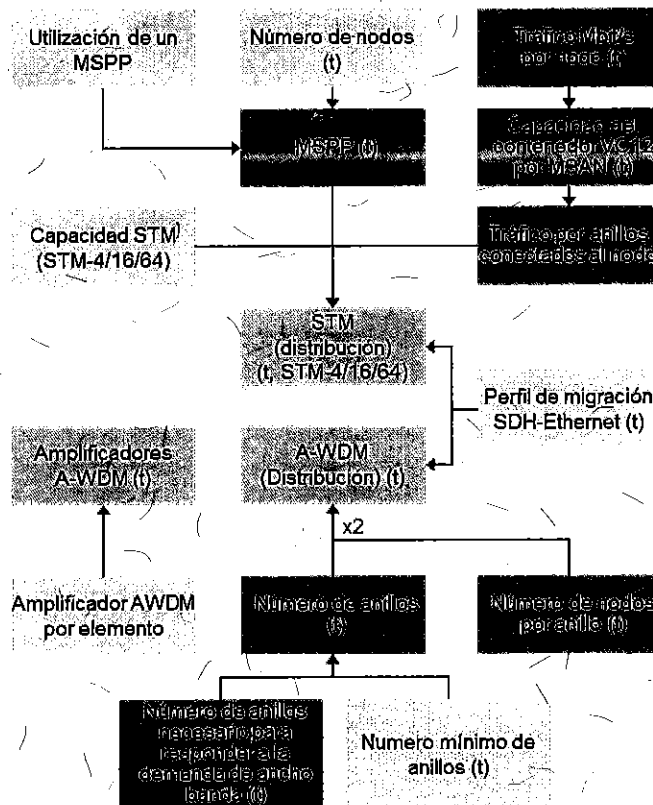 Utilización de un
MSPP
Número de nodos
(t)
Tráfico Mbit/s
por nodo (t)
MSPP (t)
Capacidad del
contenedor VC12
por MSAN (t)
Capacidad STM
(STM-4/16/64)
Tráfico por anillos
conectados al nodo
STM
(distribución)
(t, STM-4/16/64)
Perfil de migración
SDH-Ethernet (t)
Amplificadores
A-WDM (t)
A-WDM
(Distribución) (t)
x2
Amplificador AWDM
por elemento
Número de anillos
(t)
Número de nodos
por anillo (t)
Número de anillos
necesario para
responder a la
demanda de ancho
banda (t)
Numero mínimo de
anillos (t)